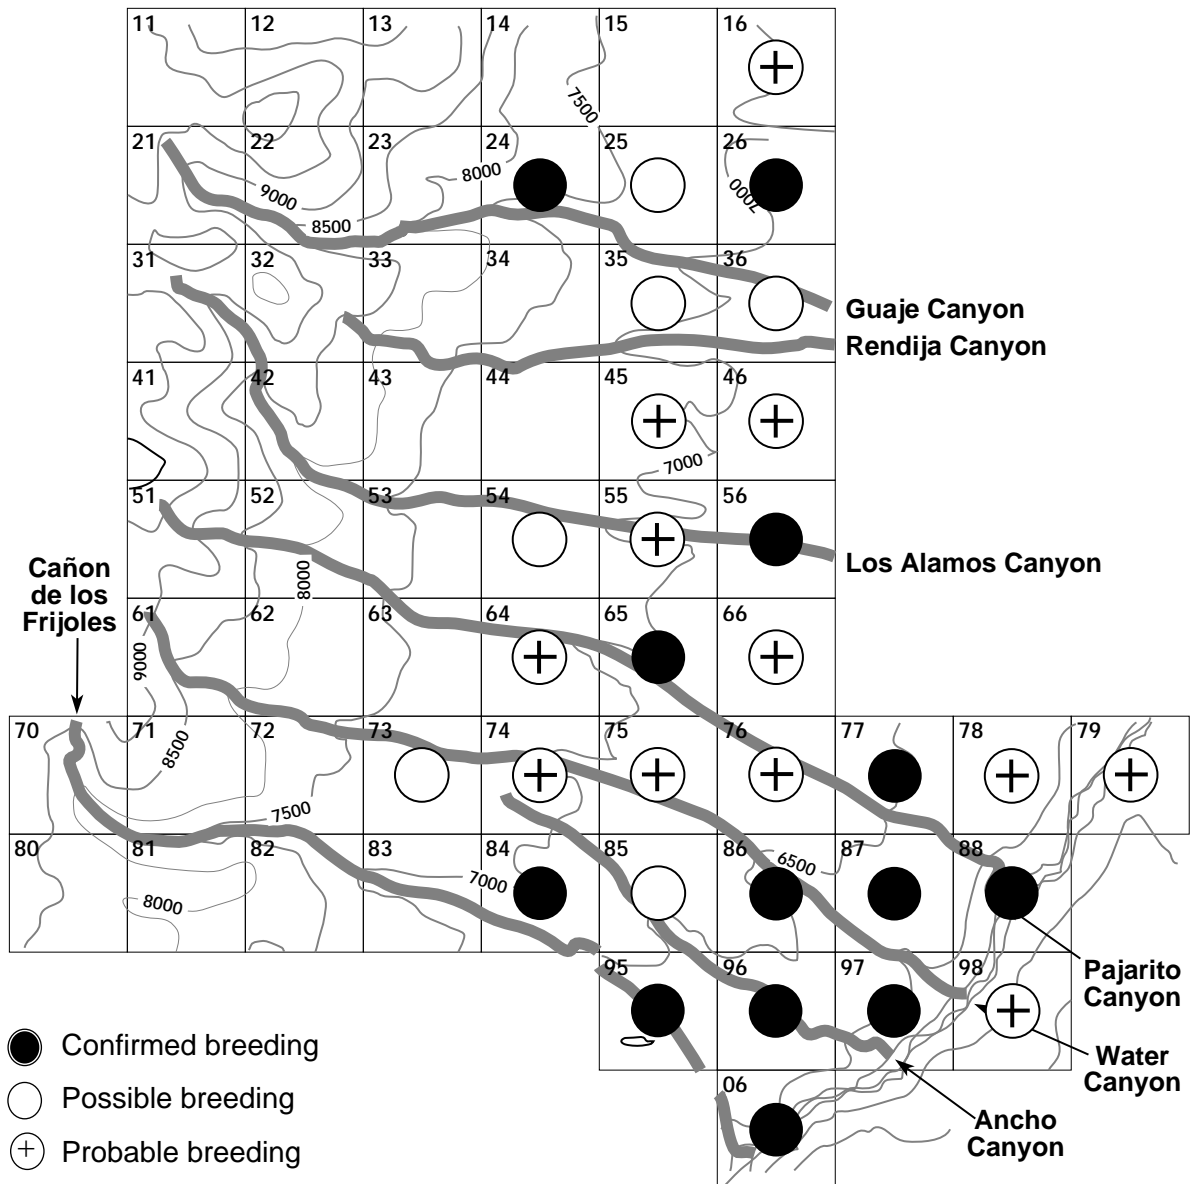 11 12 13 14 15 16
7500
21 22 23 24 25 26
8000
9000
7000
8500
31 32 33 34 35 36
Guaje Canyon
Rendija Canyon
41 42 43 44 45 46
7000
51 52 53 54 55 56
Los Alamos Canyon
Cañon
de los
Frijoles
8000
61 62 63 64 65 66
9000
70 71 72 73 75 76 77 78 79
8500
7500
80 81 82 83 84 85 86 87 88
6500
7000
8000
95 96 97 98
Pajarito
Canyon
Water
Canyon
Ancho
Canyon
06
Confirmed breeding
Possible breeding
Probable breeding